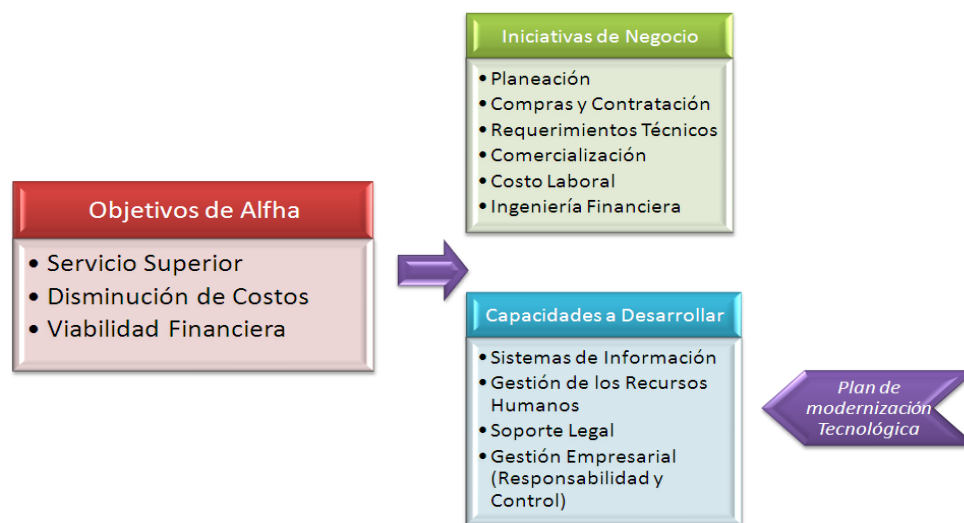 Objetivos de Alfha
• Servicio Superior
• Disminución de Costos
• Viabilidad Financiera
Iniciativas de Negocio
• Planeación
• Compras y Contratación
• Requerimientos Técnicos
• Comercialización
• Costo Laboral
• Ingeniería Financiera
Capacidades a Desarrollar
• Sistemas de Información
• Gestión de los Recursos
Humanos
• Soporte Legal
• Gestión Empresarial
(Responsabilidad y
Control)
Plan de
modernización
Tecnológica